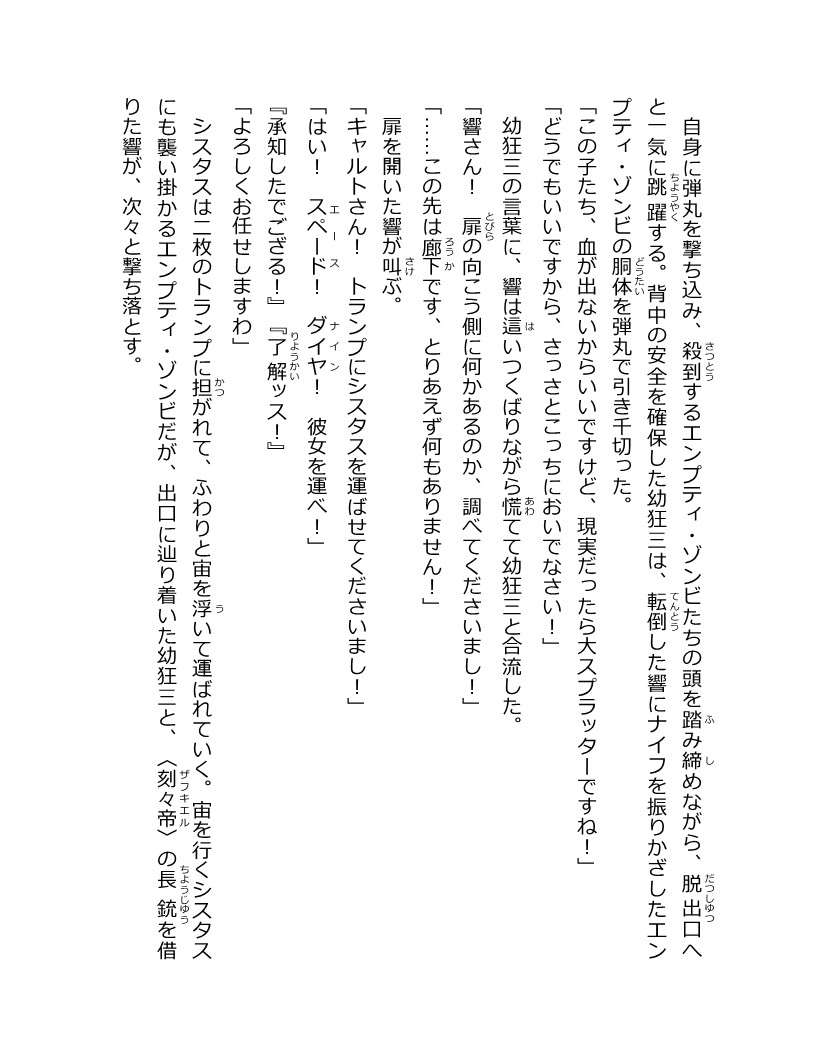 自身に弾丸を撃ち込み、殺到するエンプティ・ゾンビたちの頭を踏み締めながら、脱出口へ
と一気に跳躍する。背中の安全を確保した幼狂三は、転倒した響にナイフを振りかざしたエン
プティ・ゾンビの胴体を弾丸で引き千切った。
「この子たち、血が出ないからいいですけど、現実だったら大スプラッターですね！」
「どうでもいいですから、さっさとこっちにおいでなさい！」
幼狂三の言葉に、響は這いつくばりながら慌てて幼狂三と合流した。
「響さん！　扉の向こう側に何かあるのか、調べてくださいまし！」
「……この先は廊下です、とりあえず何もありません！」
扉を開いた響が叫ぶ。
「キャルトさん！　トランプにシスタスを運ばせてくださいまし！」
「はい！　スペード！　ダイヤ！　彼女を運べ！」
『承知したでござる！』『了解ッス！』
「よろしくお任せしますわ」
シスタスは二枚のトランプに担がれて、ふわりと宙を浮いて運ばれていく。宙を行くシスタス
にも襲い掛かるエンプティ・ゾンビだが、出口に辿り着いた幼狂三と、〈刻々帝〉の長銃を借
りた響が、次々と撃ち落とす。